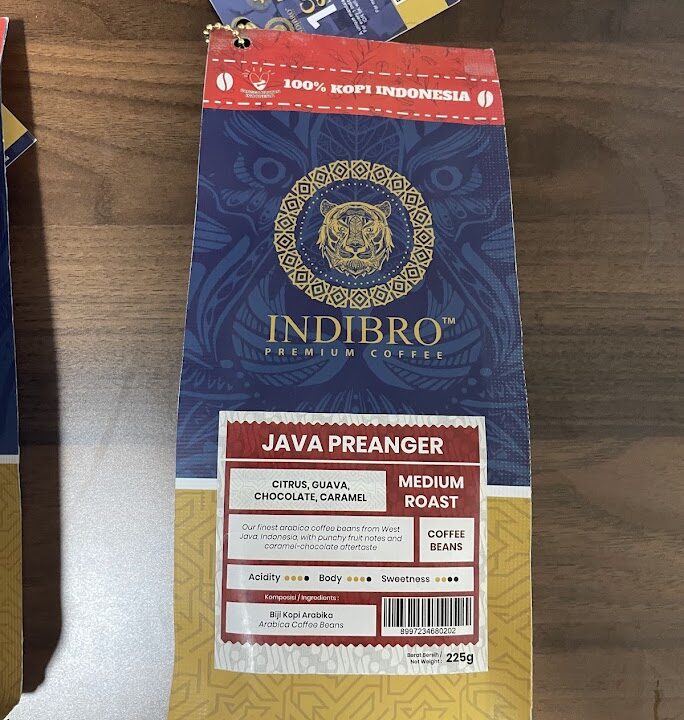 100% KOPI INDONESIA
INDIBRO™
PREMIUM COFFEE
JAVA PREANGER
CITRUS, GUAVA,
CHOCOLATE, CARAMEL
MEDIUM
ROAST
Our finest arabica coffee beans from West
Java, Indonesia, with punchy fruit notes and
caramel-chocolate aftertaste
COFFEE
BEANS
Acidity Body Sweetness
Komposisi / Ingredients :
Biji Kopi Arabika
Arabica Coffee Beans
8997234680202
Berat Bersih /
Net Weight : 225g